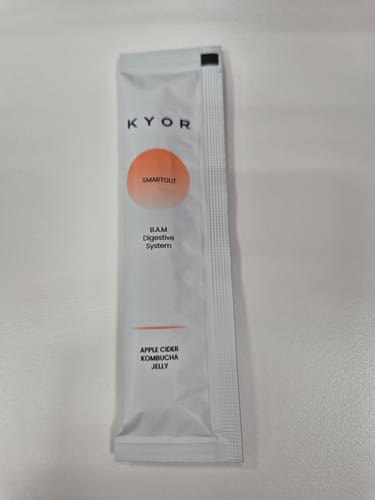 KYOR
SMARTOUT
B.A.M
Digestive
System
APPLE CIDER
KOMBUCHA
JELLY